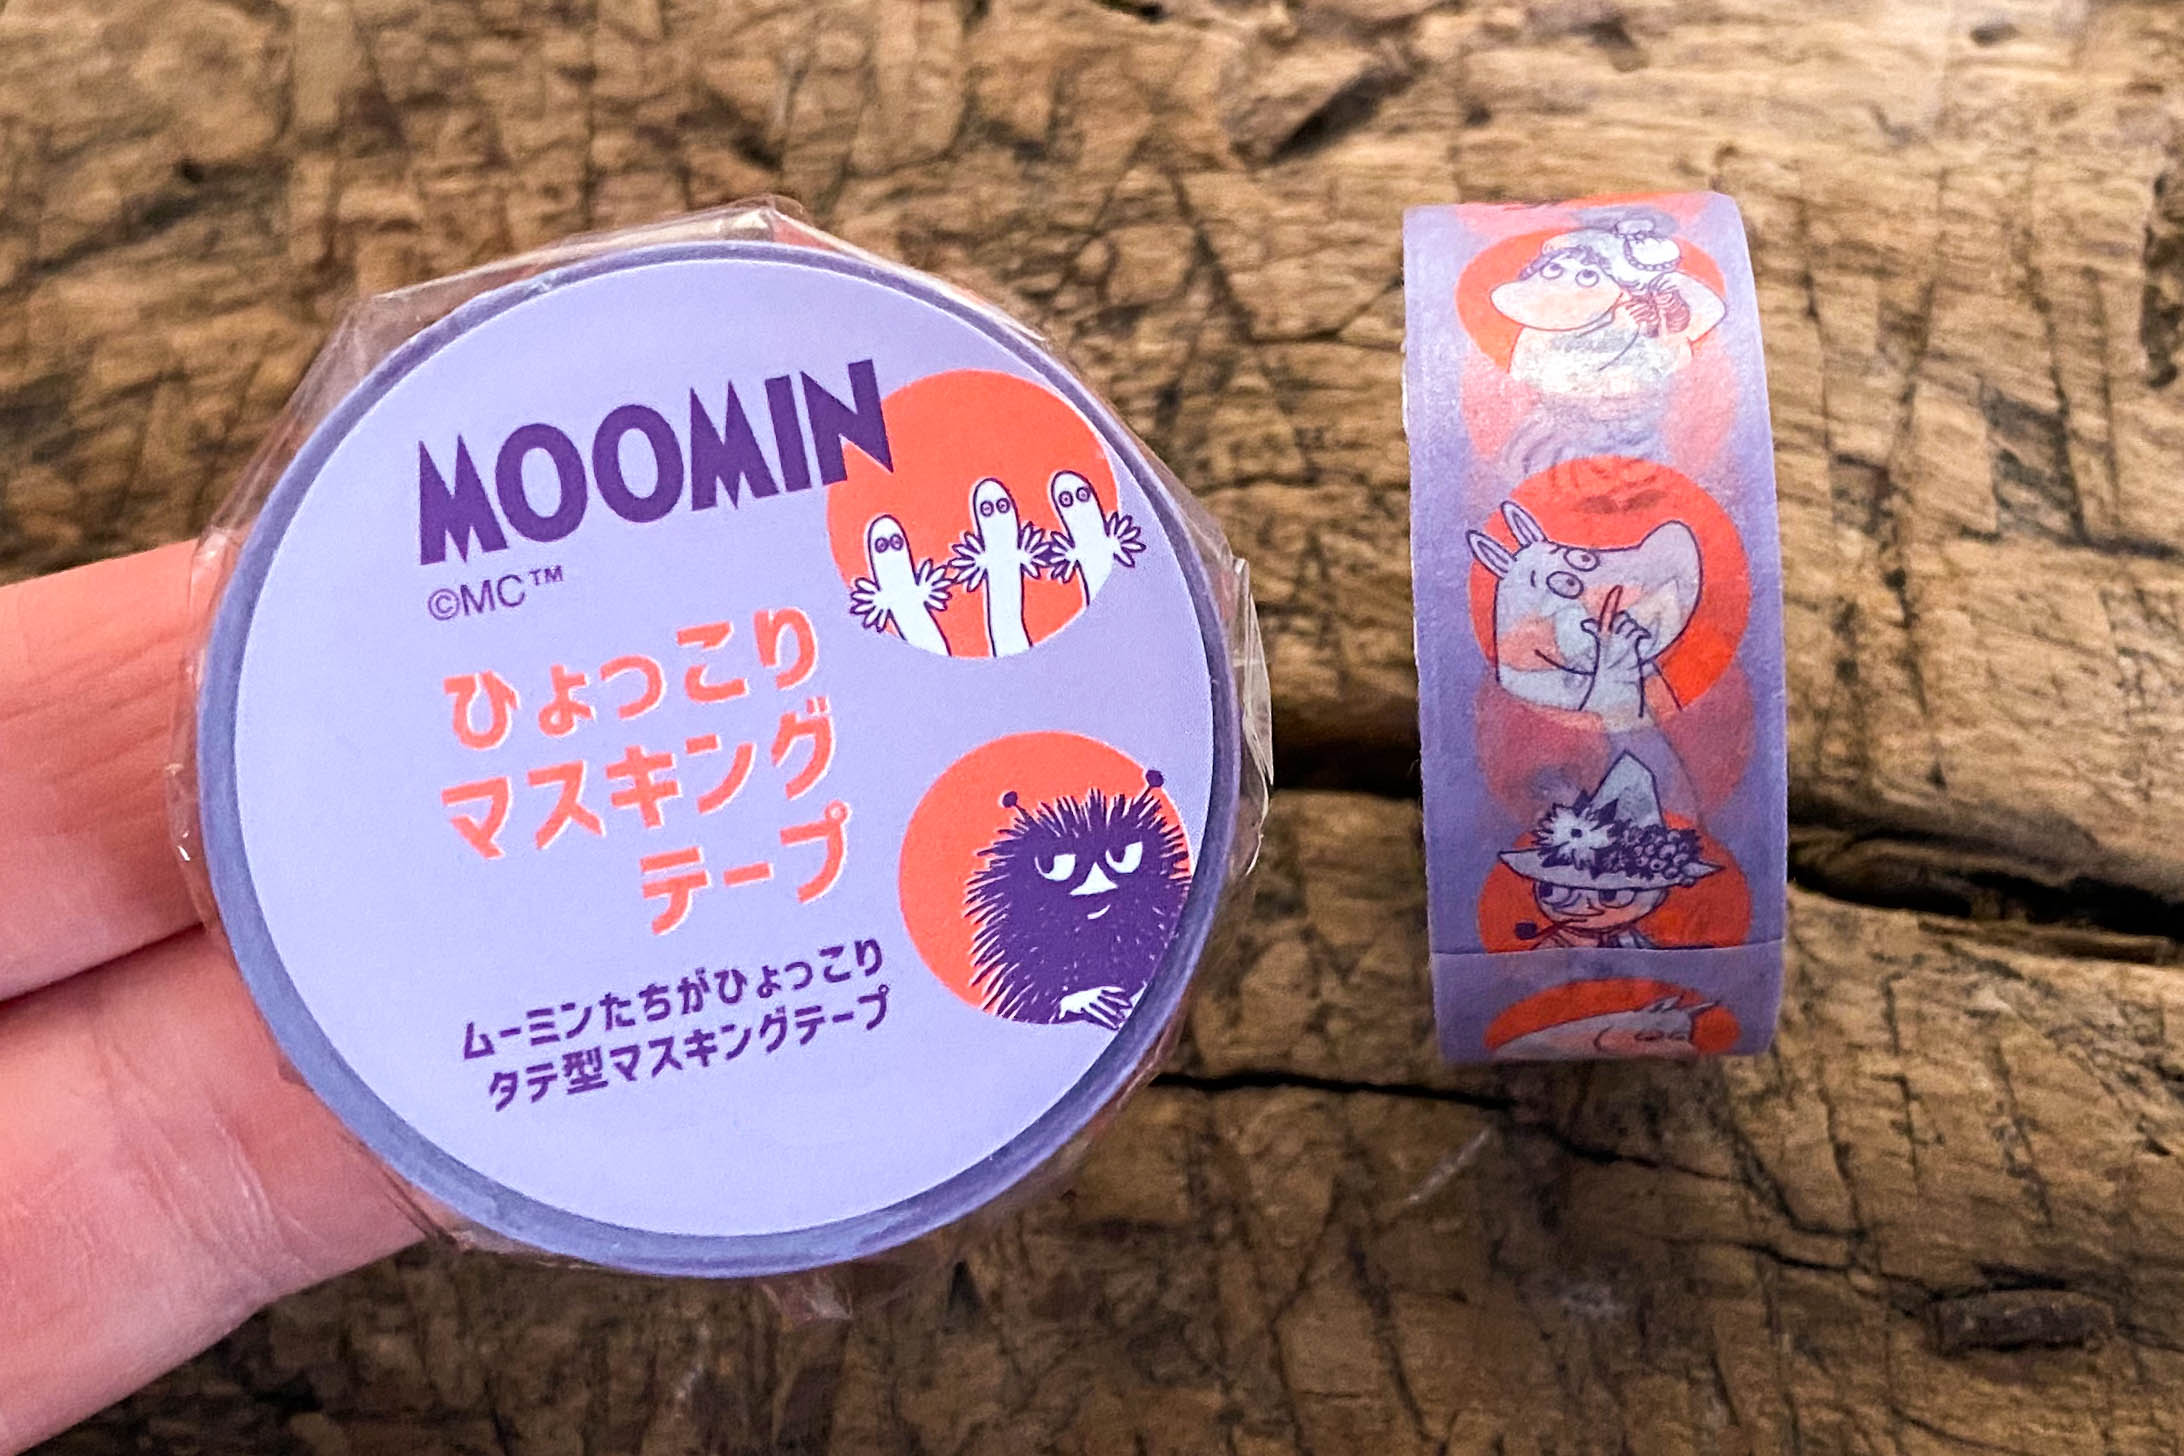 MOOMIN
©MC™
ひょっこり
マスキング
テープ
ムーミンたちがひょっこり
タテ型マスキングテープ